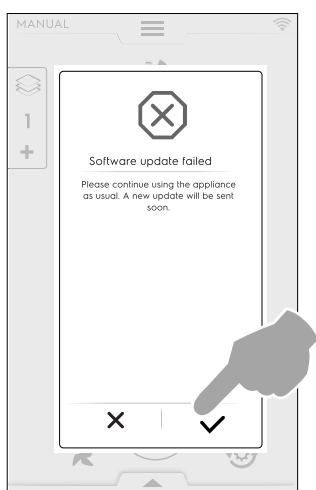 MANUAL
1
+
Software update failed
Please continue using the appliance
as usual. A new update will be sent
soon.